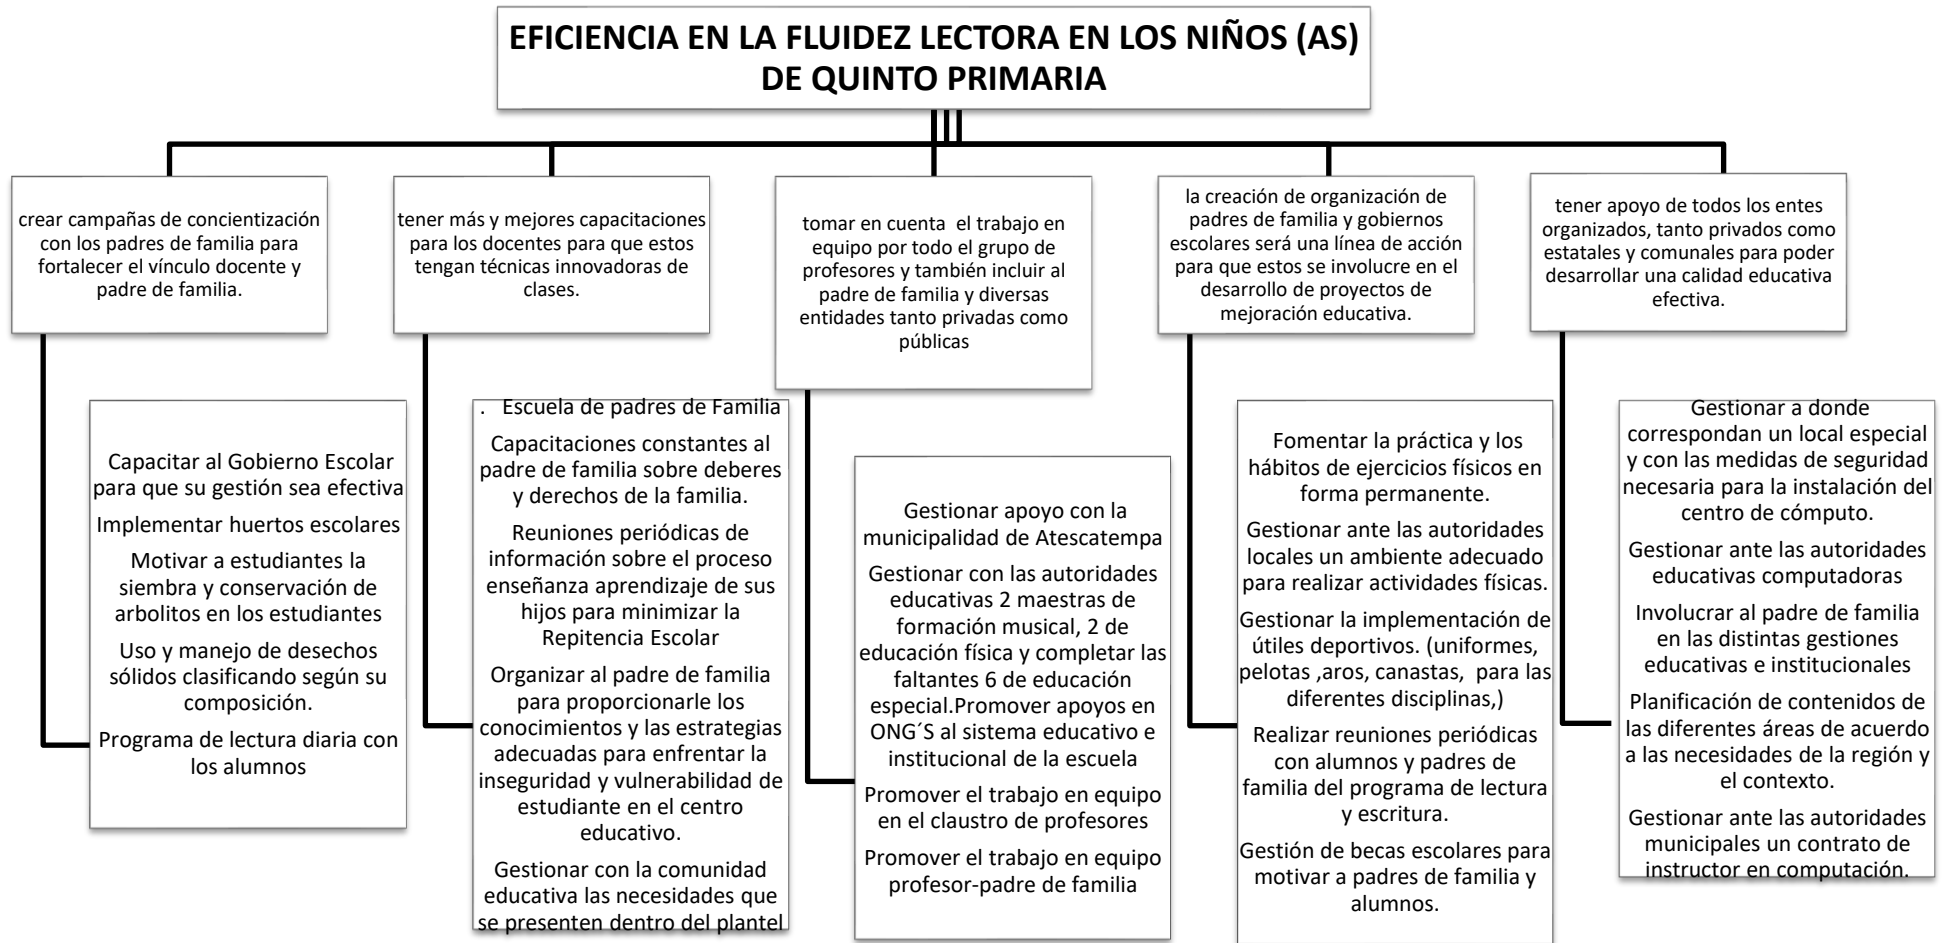 EFICIENCIA EN LA FLUIDEZ LECTORA EN LOS NIÑOS (AS)
DE QUINTO PRIMARIA
crear campañas de concientización
con los padres de familia para
fortalecer el vínculo docente y
padre de familia.
Capacitar al Gobierno Escolar
para que su gestión sea efectiva
Implementar huertos escolares
Motivar a estudiantes la
siembra y conservación de
arbolitos en los estudiantes
Uso y manejo de desechos
sólidos clasificando según su
composición.
Programa de lectura diaria con
los alumnos
tener más y mejores capacitaciones
para los docentes para que estos
tengan técnicas innovadoras de
clases.
. Escuela de padres de Familia
Capacitaciones constantes al
padre de familia sobre deberes
y derechos de la familia.
Reuniones periódicas de
información sobre el proceso
enseñanza aprendizaje de sus
hijos para minimizar la
Repitencia Escolar
Organizar al padre de familia
para proporcionarle los
conocimientos y las estrategias
adecuadas para enfrentar la
inseguridad y vulnerabilidad de
estudiante en el centro
educativo.
Gestionar con la comunidad
educativa las necesidades que
se presenten dentro del plantel
tomar en cuenta el trabajo en
equipo por todo el grupo de
profesores y también incluir al
padre de familia y diversas
entidades tanto privadas como
públicas
Gestionar apoyo con la
municipalidad de Atescatempa
Gestionar con las autoridades
educativas 2 maestras de
formación musical, 2 de
educación física y completar las
faltantes 6 de educación
especial.Promover apoyos en
ONG´S al sistema educativo e
institucional de la escuela
Promover el trabajo en equipo
en el claustro de profesores
Promover el trabajo en equipo
profesor-padre de familia
la creación de organización de
padres de familia y gobiernos
escolares será una línea de acción
para que estos se involucre en el
desarrollo de proyectos de
mejoración educativa.
Fomentar la práctica y los
hábitos de ejercicios físicos en
forma permanente.
Gestionar ante las autoridades
locales un ambiente adecuado
para realizar actividades físicas.
Gestionar la implementación de
útiles deportivos. (uniformes,
pelotas ,aros, canastas, para las
diferentes disciplinas,)
Realizar reuniones periódicas
con alumnos y padres de
familia del programa de lectura
y escritura.
Gestión de becas escolares para
motivar a padres de familia y
alumnos.
tener apoyo de todos los entes
organizados, tanto privados como
estatales y comunales para poder
desarrollar una calidad educativa
efectiva.
Gestionar a donde
correspondan un local especial
y con las medidas de seguridad
necesaria para la instalación del
centro de cómputo.
Gestionar ante las autoridades
educativas computadoras
Involucrar al padre de familia
en las distintas gestiones
educativas e institucionales
Planificación de contenidos de
las diferentes áreas de acuerdo
a las necesidades de la región y
el contexto.
Gestionar ante las autoridades
municipales un contrato de
instructor en computación.